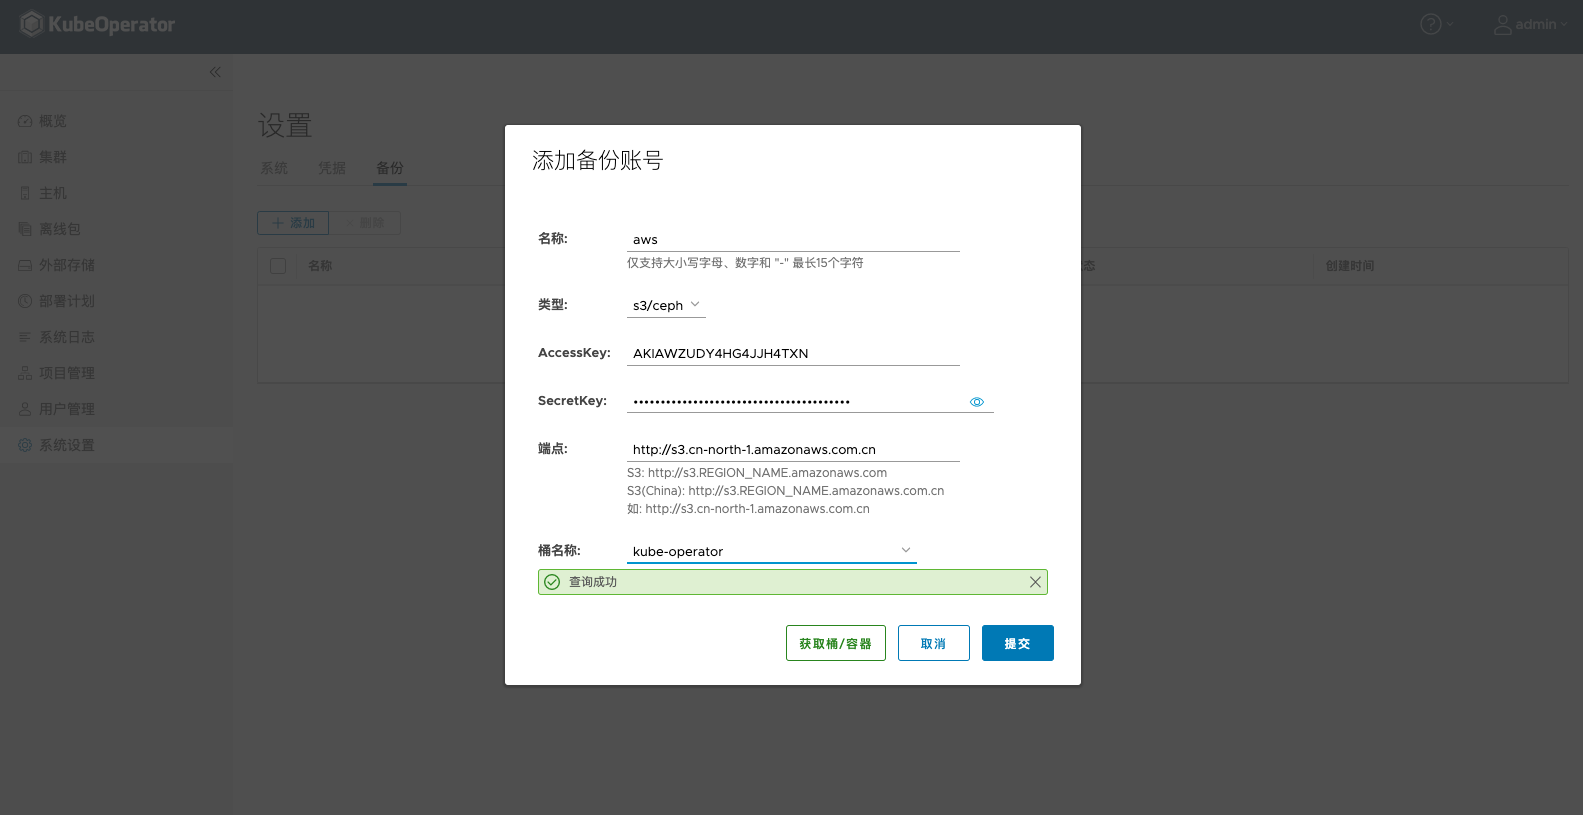 KubeOperator
admin
概览
集群
主机
离线包
外部存储
部署计划
系统日志
项目管理
用户管理
系统设置
设置
系统 凭据 备份
添加 删除
名称 创建时间
添加备份账号
名称: aws
仅支持大小写字母、数字和 "-" 最长15个字符
类型: s3/ceph
AccessKey: AKIAWZUDY4HG4JJH4TXN
SecretKey: ••••••••••••••••••••••••••••••••••••••••
端点: http://s3.cn-north-1.amazonaws.com.cn
S3: http://s3.REGION_NAME.amazonaws.com
S3(China): http://s3.REGION_NAME.amazonaws.com.cn
如: http://s3.cn-north-1.amazonaws.com.cn
桶名称: kube-operator
查询成功
获取桶/容器 取消 提交